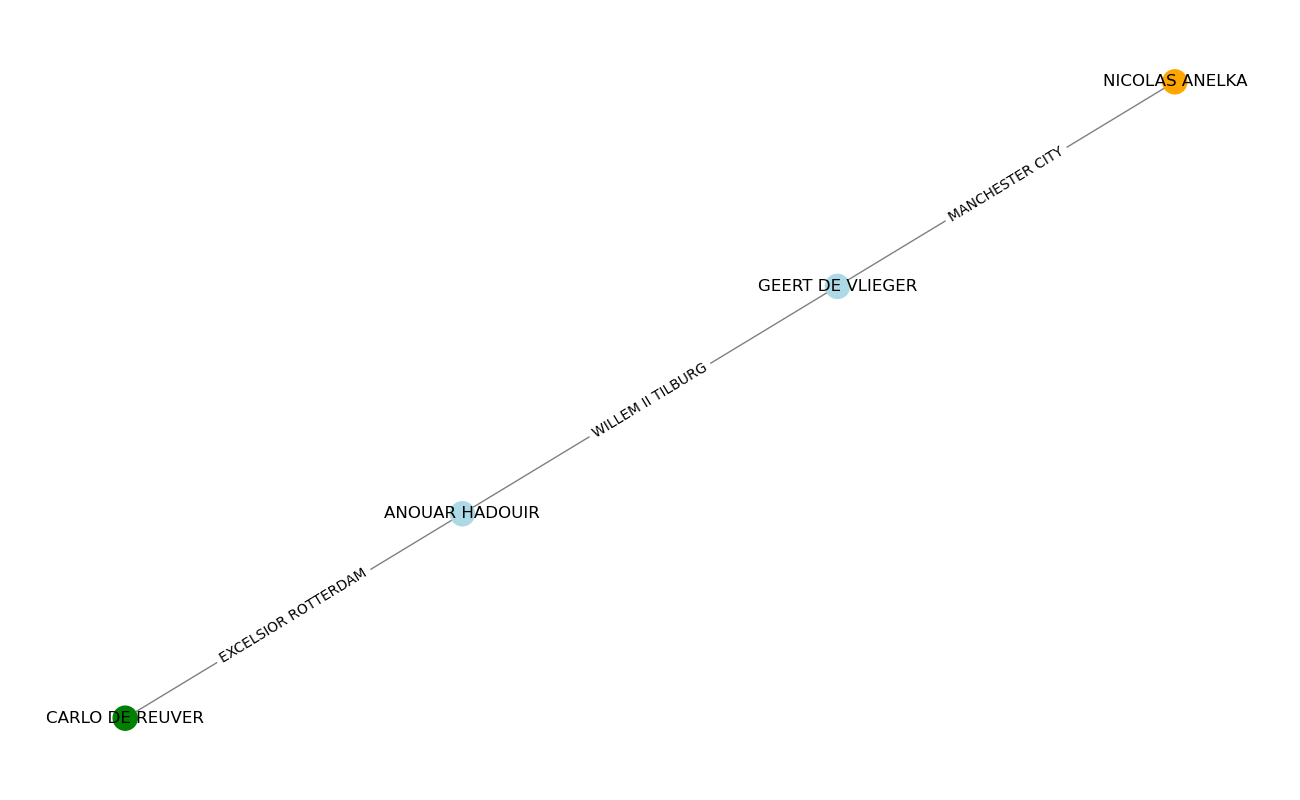 NICOLAS ANELKA
MANCHESTER CITY
GEERT DE VLIEGER
WILLEM II TILBURG
ANOUAR HADOUIR
EXCELSIOR ROTTERDAM
CARLO DE REUVER